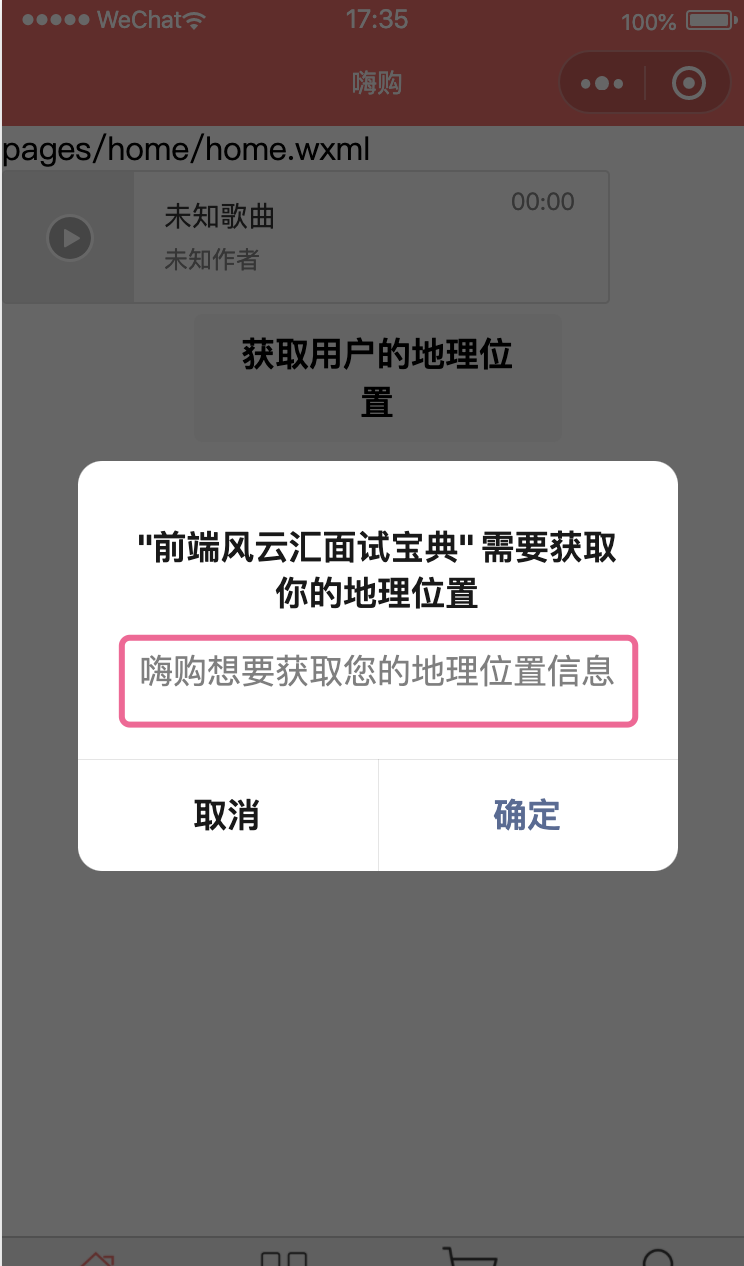 WeChat 17:35 100%
嗨购
pages/home/home.wxml
未知歌曲 00:00
未知作者
获取用户的地理位
置
"前端风云汇面试宝典" 需要获取
你的地理位置
嗨购想要获取您的地理位置信息
取消 确定